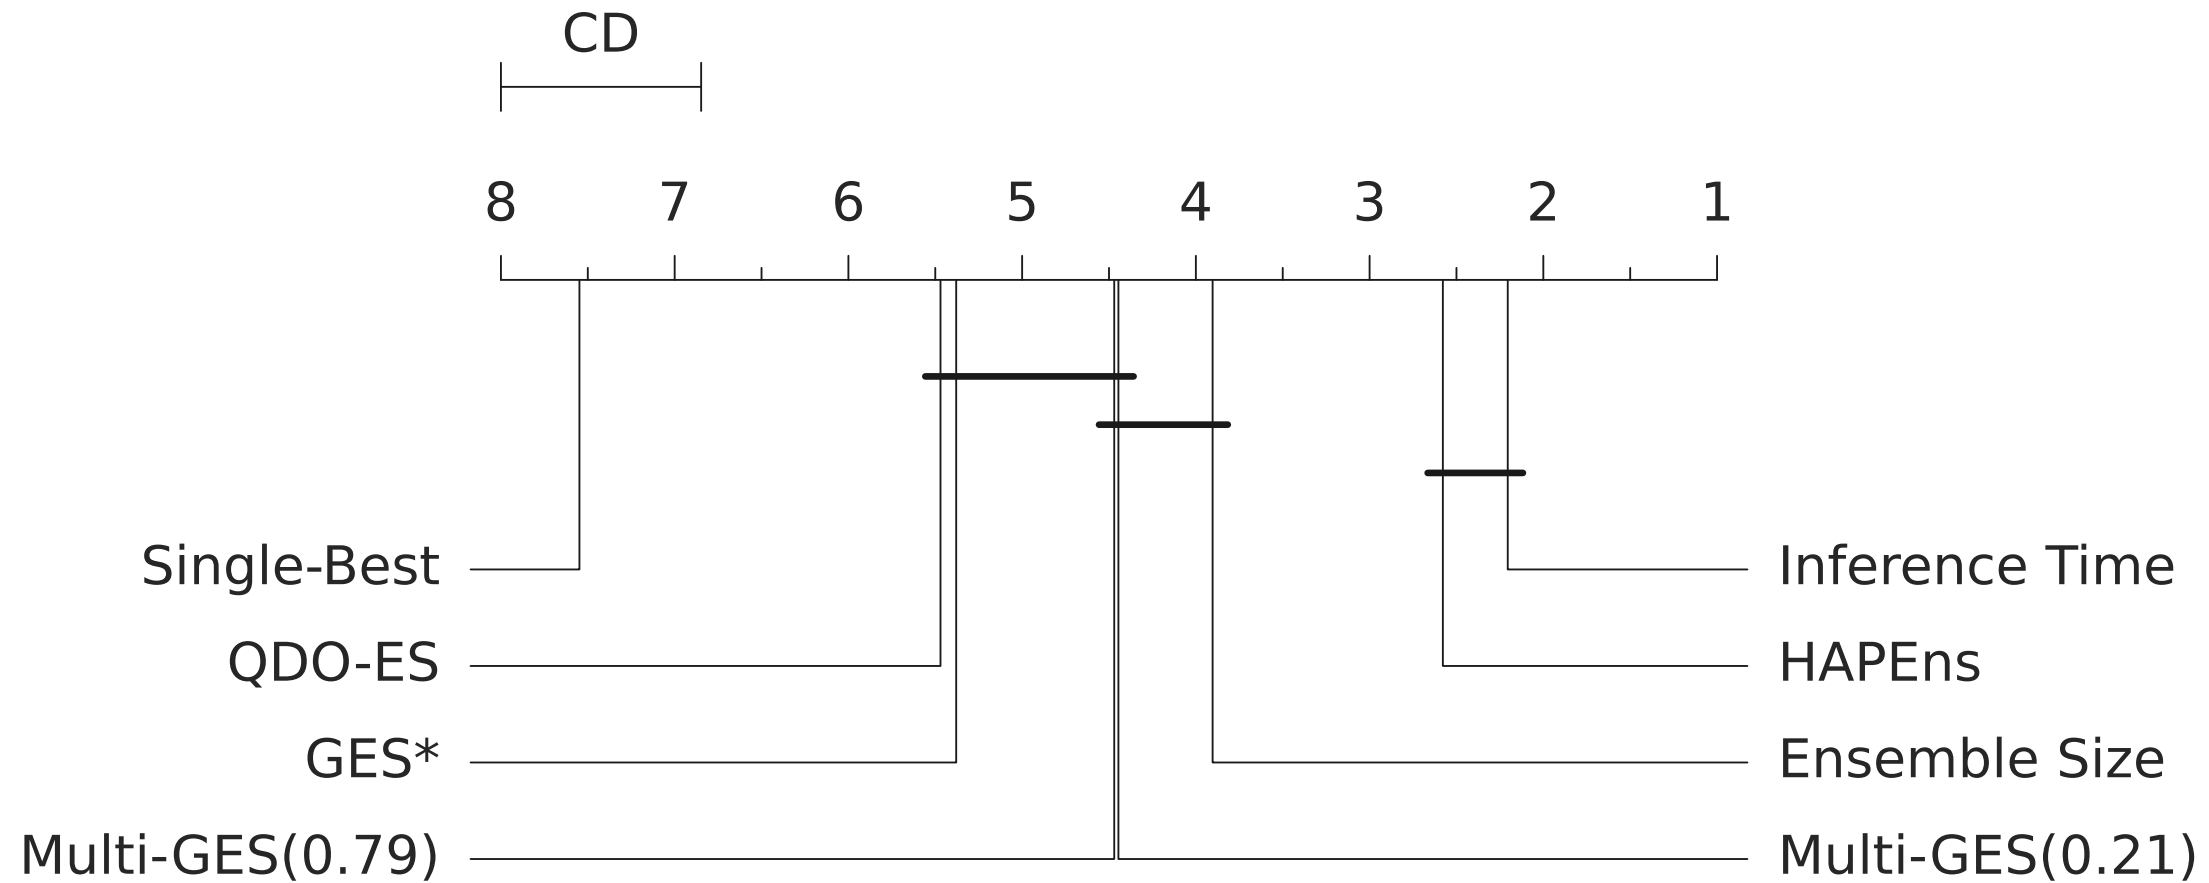 CD
8 7 6 5 4 3 2 1
Single-Best
Inference Time
QDO-ES
HAPEns
GES*
Ensemble Size
Multi-GES(0.79)
Multi-GES(0.21)